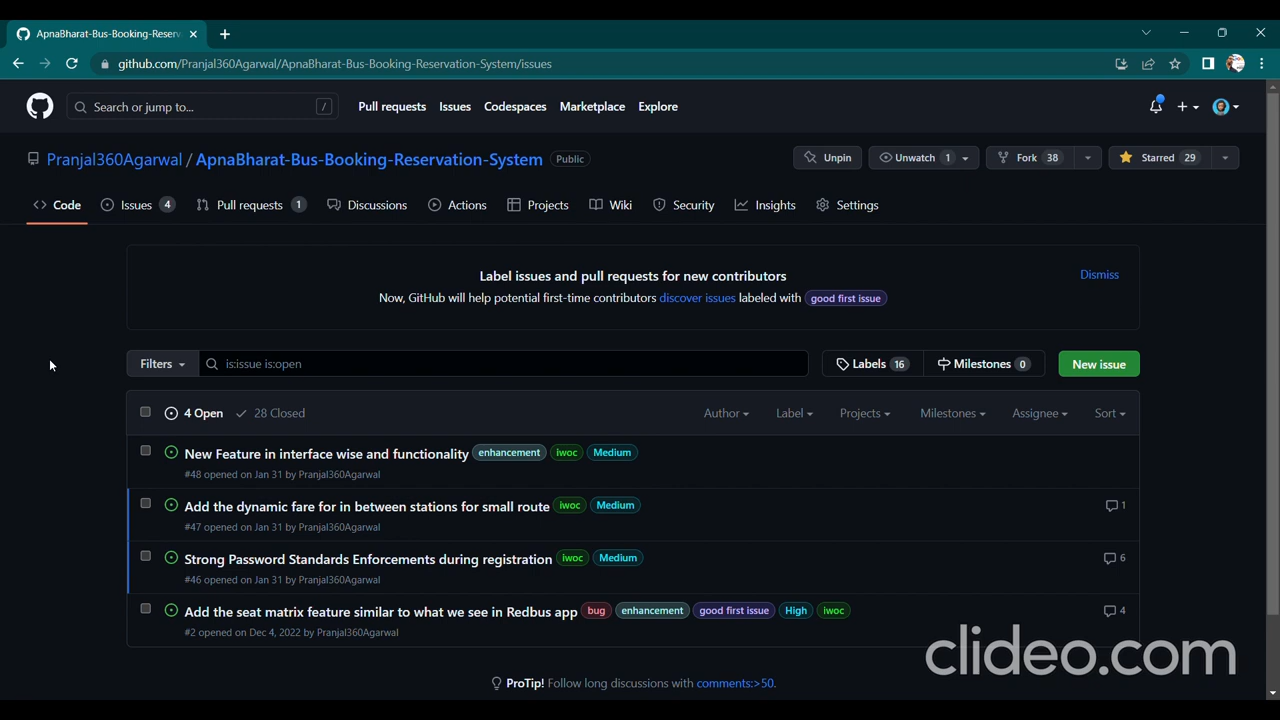 ApnaBharat-Bus-Booking-Reserv
github.com/Pranjal360Agarwal/ApnaBharat-Bus-Booking-Reservation-System/issues
Search or jump to... / Pull requests Issues Codespaces Marketplace Explore
Pranjal360Agarwal / ApnaBharat-Bus-Booking-Reservation-System Public Unpin Unwatch 1 Fork 38 Starred 29
Code Issues 4 Pull requests 1 Discussions Actions Projects Wiki Security Insights Settings
Label issues and pull requests for new contributors Dismiss
Now, GitHub will help potential first-time contributors discover issues labeled with good first issue
Filters is:issue is:open Labels 16 Milestones 0 New issue
4 Open 28 Closed Author Label Projects Milestones Assignee Sort
New Feature in interface wise and functionality enhancement iwoc Medium
#48 opened on Jan 31 by Pranjal360Agarwal
Add the dynamic fare for in between stations for small route iwoc Medium 1
#47 opened on Jan 31 by Pranjal360Agarwal
Strong Password Standards Enforcements during registration iwoc Medium 6
#46 opened on Jan 31 by Pranjal360Agarwal
Add the seat matrix feature similar to what we see in Redbus app bug enhancement good first issue High iwoc 4
#2 opened on Dec 4, 2022 by Pranjal360Agarwal
clideo.com
ProTip! Follow long discussions with comments:>50.